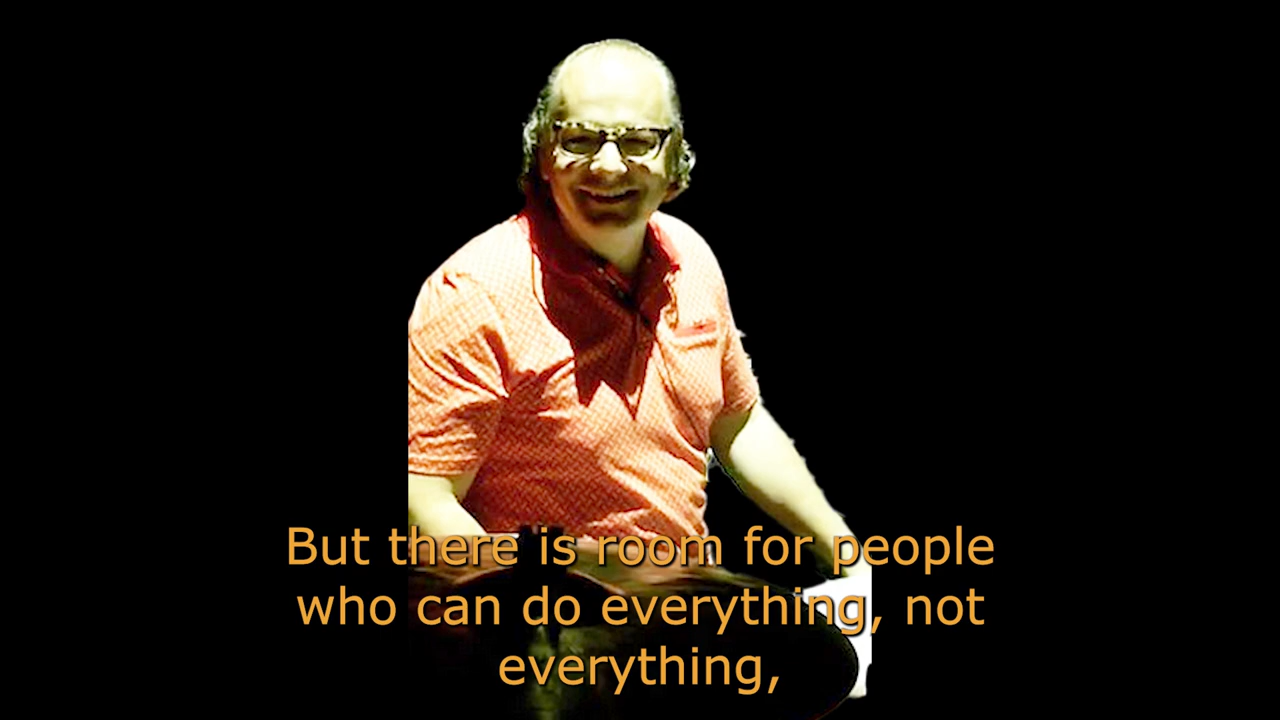 But there is room for people
who can do everything, not
everything,